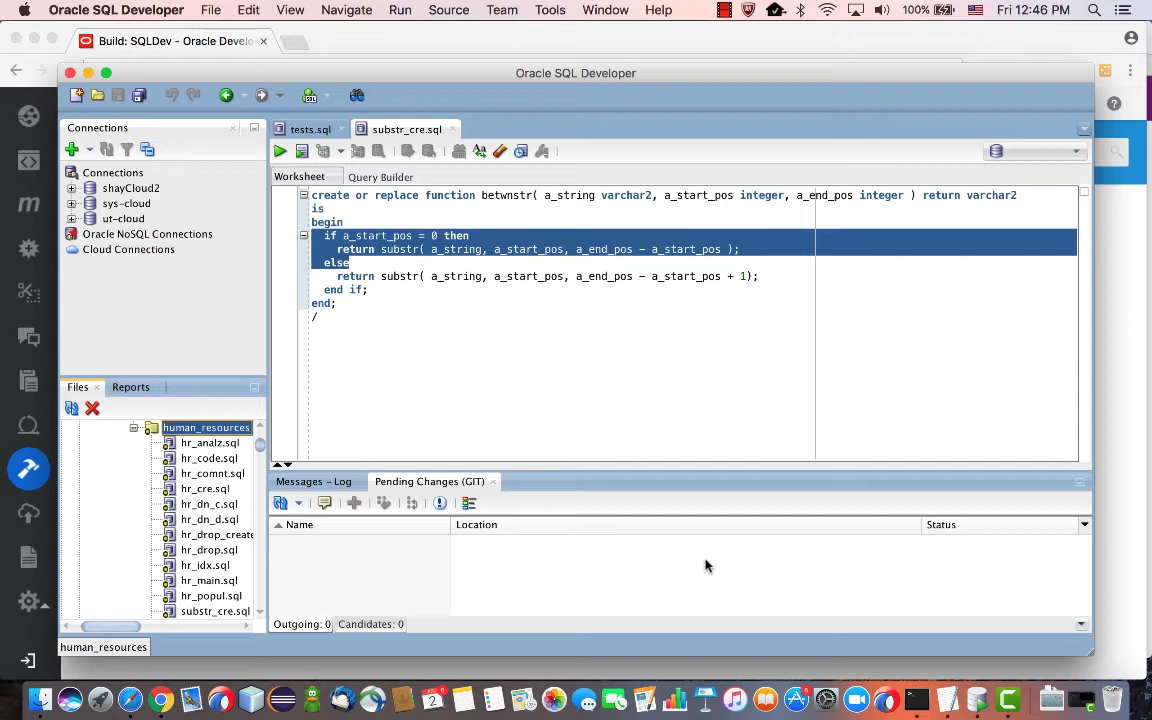 Oracle SQL Developer File Edit View Navigate Run Source Team Tools Window Help 100% Fri 12:46 PM
Build: SQLDev - Oracle Develo
Oracle SQL Developer
Connections
tests.sql
substr_cre.sql
Worksheet
Query Builder
Connections
shayCloud2
sys-cloud
ut-cloud
Oracle NoSQL Connections
Cloud Connections
create or replace function betwnstr( a_string varchar2, a_start_pos integer, a_end_pos integer ) return varchar2
is
begin
if a_start_pos = 0 then
return substr( a_string, a_start_pos, a_end_pos - a_start_pos );
else
return substr( a_string, a_start_pos, a_end_pos - a_start_pos + 1);
end if;
end;
/
Files
Reports
human_resources
hr_analz.sql
hr_code.sql
hr_comnt.sql
hr_cre.sql
hr_dn_c.sql
hr_dn_d.sql
hr_drop_create
hr_drop.sql
hr_idx.sql
hr_main.sql
hr_popul.sql
substr_cre.sql
Messages - Log
Pending Changes (GIT)
Name
Location
Status
Outgoing: 0
Candidates: 0
human_resources